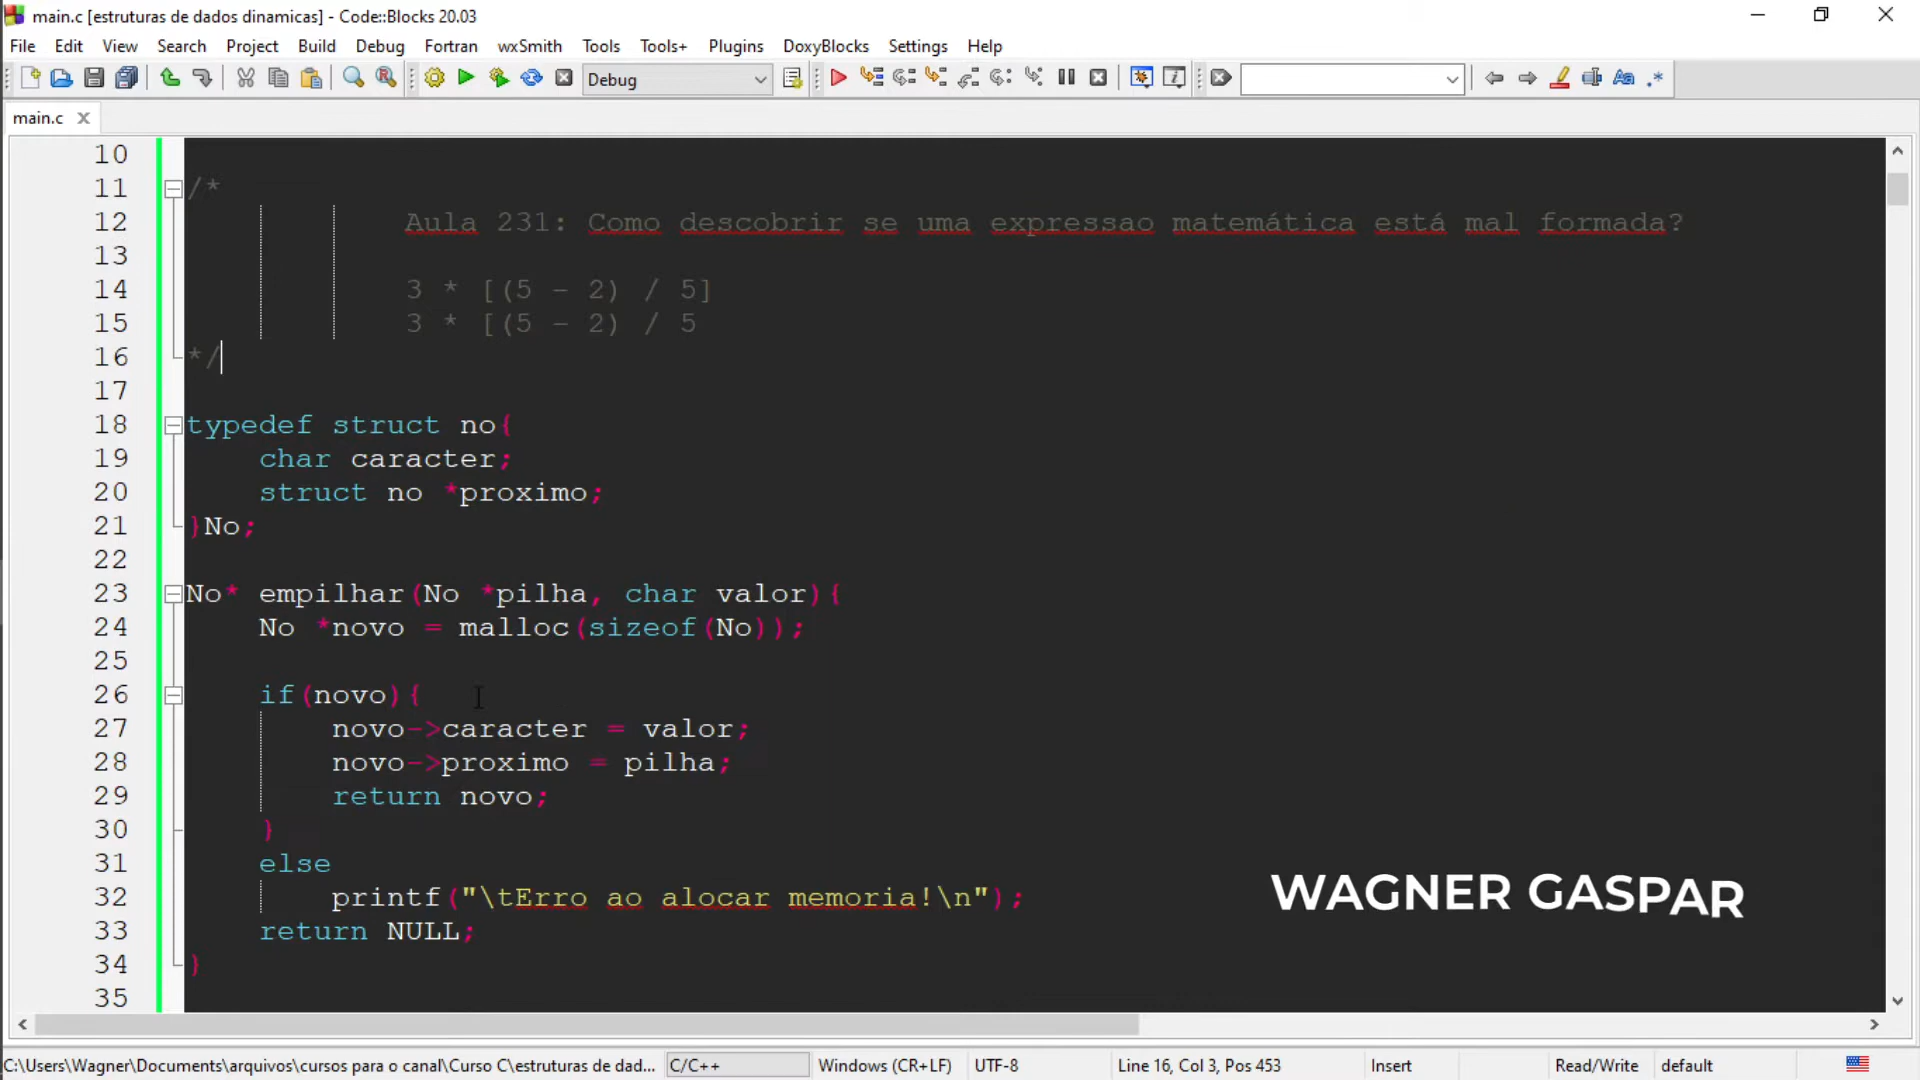 main.c [estruturas de dados dinamicas] - Code::Blocks 20.03
File Edit View Search Project Build Debug Fortran wxSmith Tools Tools+ Plugins DoxyBlocks Settings Help
Debug
main.c
10
11 /*
12 Aula 231: Como descobrir se uma expressao matemática está mal formada?
13
14 3 * [(5 - 2) / 5]
15 3 * [(5 - 2) / 5
16 */
17
18 typedef struct no{
19 char caracter;
20 struct no *proximo;
21 }No;
22
23 No* empilhar(No *pilha, char valor){
24 No *novo = malloc(sizeof(No));
25
26 if(novo){
27 novo->caracter = valor;
28 novo->proximo = pilha;
29 return novo;
30 }
31 else
32 printf("\tErro ao alocar memoria!\n");
33 return NULL;
34 }
35
WAGNER GASPAR
C:\Users\Wagner\Documents\arquivos\cursos para o canal\Curso C\estruturas de dad... C/C++ Windows (CR+LF) UTF-8 Line 16, Col 3, Pos 453 Insert Read/Write default